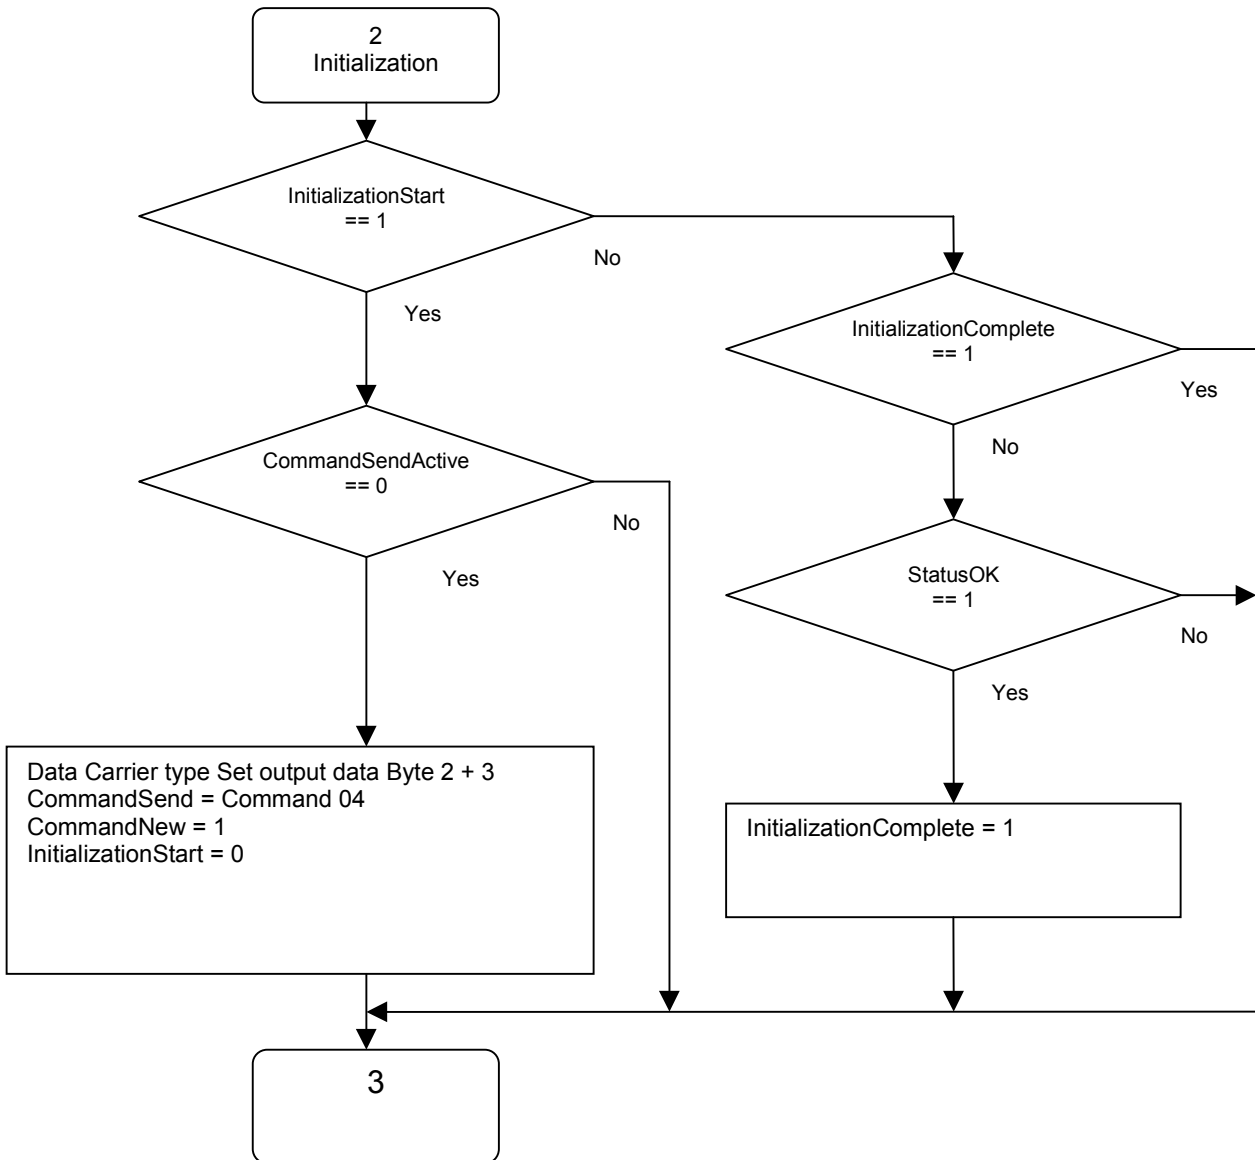 2
Initialization
InitializationStart
== 1
No
Yes
InitializationComplete
== 1
Yes
No
CommandSendActive
== 0
No
Yes
StatusOK
== 1
No
Yes
Data Carrier type Set output data Byte 2 + 3
CommandSend = Command 04
CommandNew = 1
InitializationStart = 0
InitializationComplete = 1
3